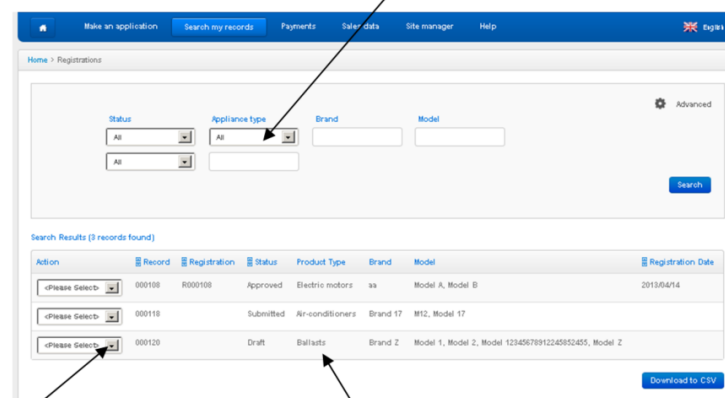 Make an application Search my records Payments Sales data Site manager Help
Home > Registrations
Advanced
Status Appliance type Brand Model
All All
All
Search
Search Results (3 records found)
Action Record Registration Status Product Type Brand Model Registration Date
<Please Select> 000108 R000108 Approved Electric motors aa Model A, Model B 2013/04/14
<Please Select> 000118 Submitted Air-conditioners Brand 17 M12, Model 17
<Please Select> 000120 Draft Ballasts Brand Z Model 1, Model 2, Model 12345678912245852455, Model Z
Download to CSV